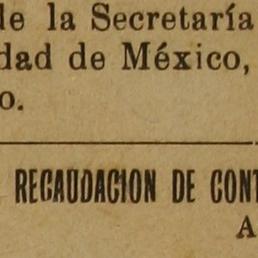 de la Secretaría
dad de México,
o.
RECAUDACION DE CONT
A